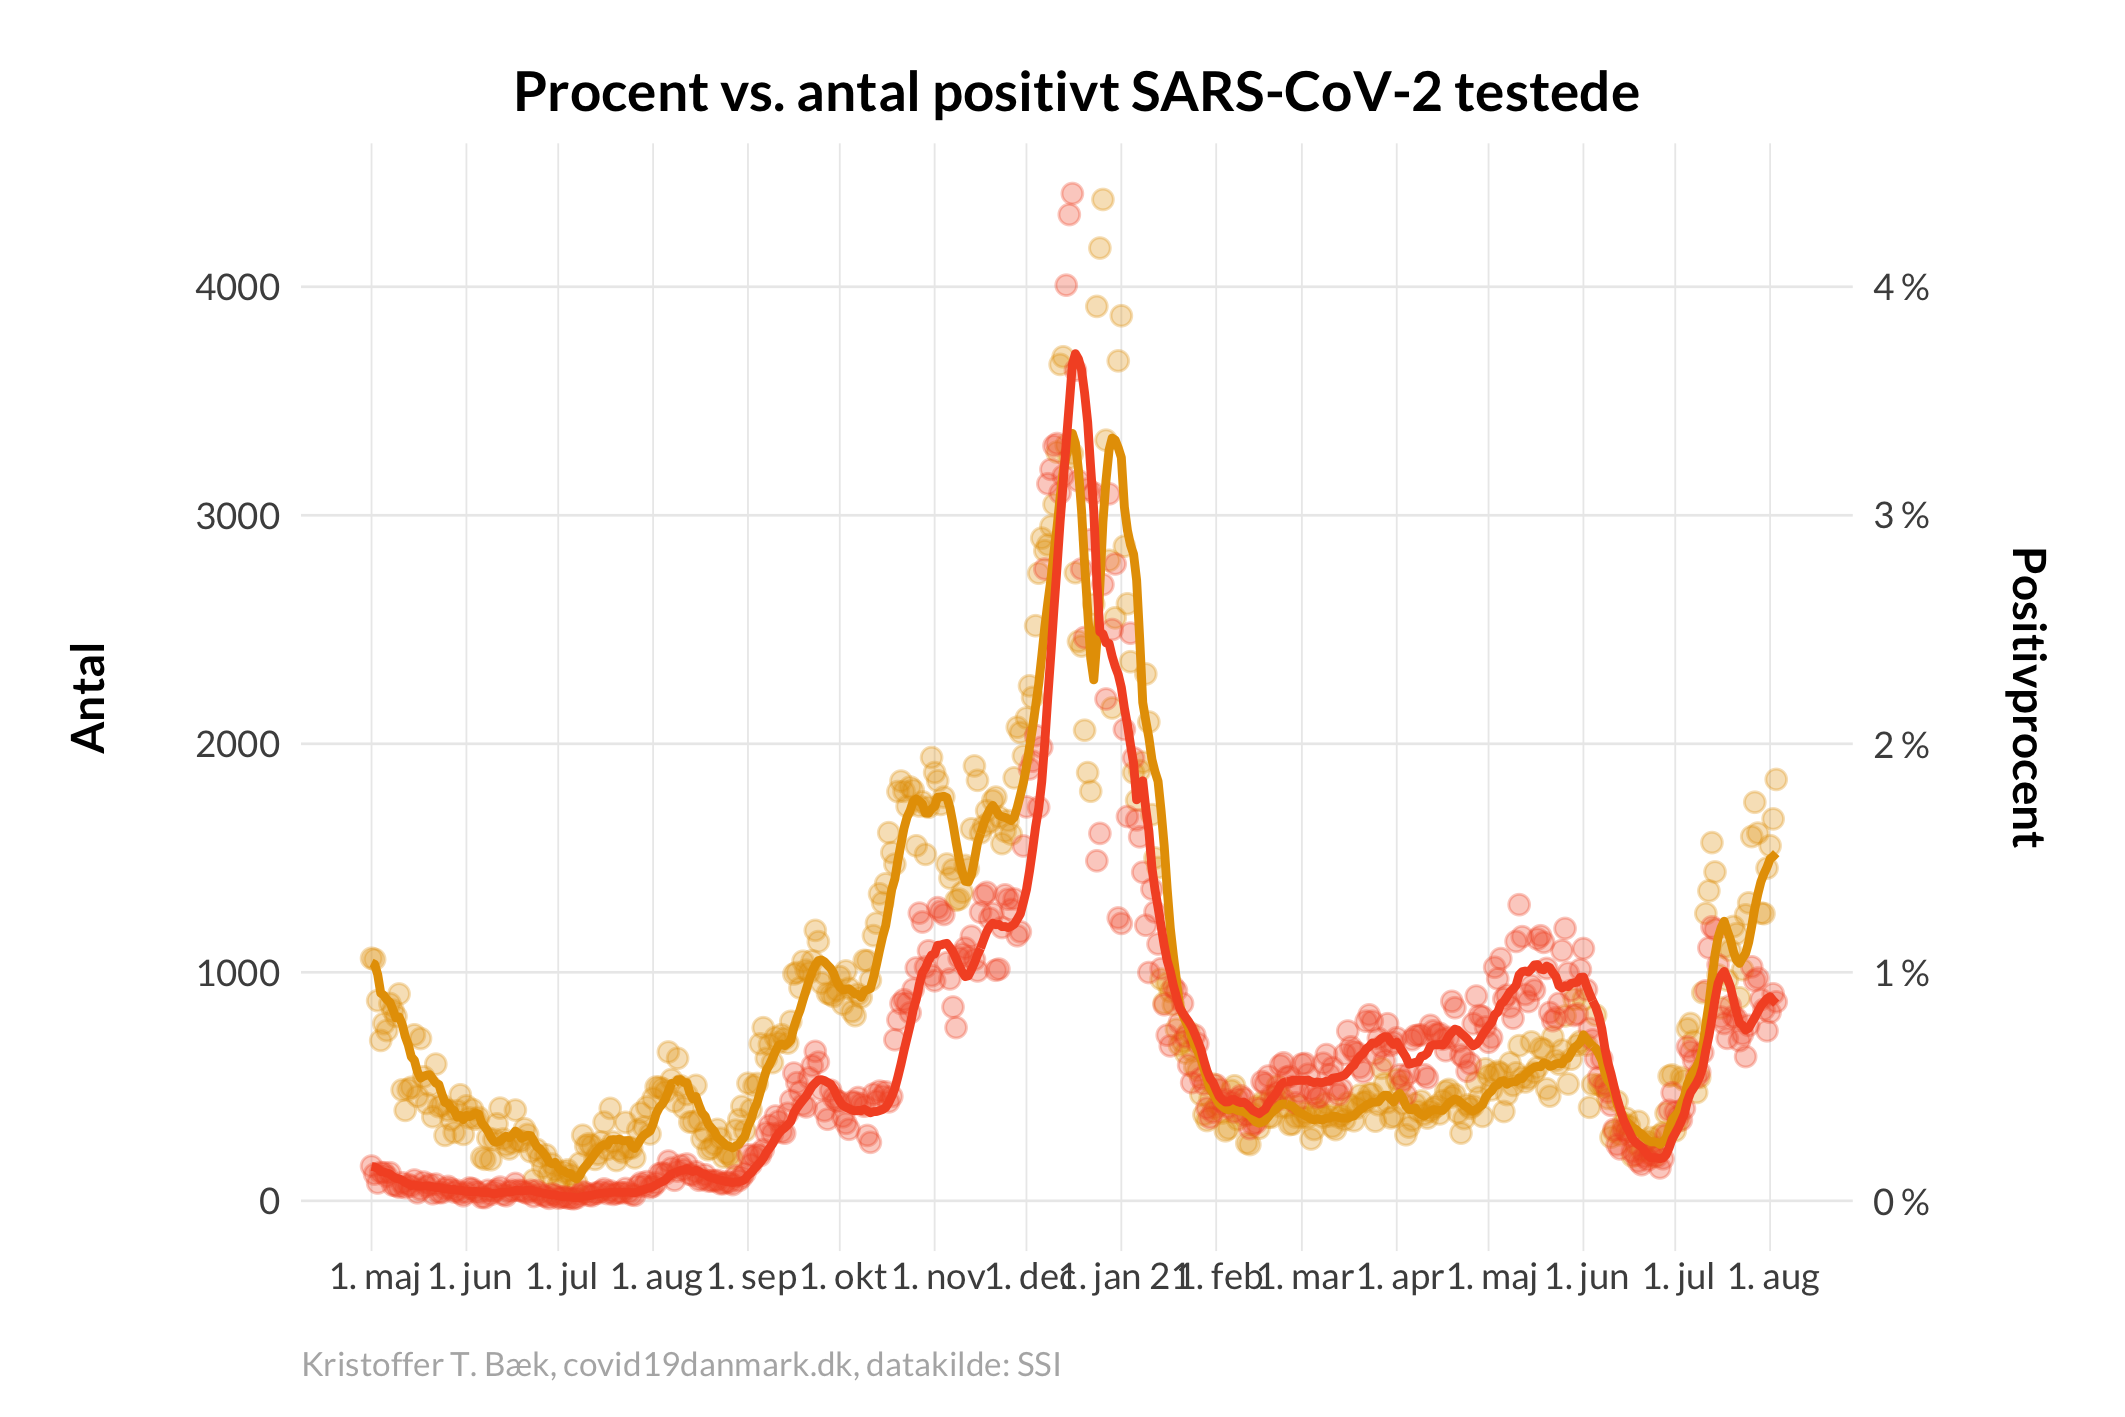 Procent vs. antal positivt SARS-CoV-2 testede
Antal
4000
3000
2000
1000
0
4 %
3 %
2 %
1 %
0 %
Positivprocent
1. maj 1. jun 1. jul 1. aug 1. sep 1. okt 1. nov 1. dec 1. jan 21 1. feb 1. mar 1. apr 1. maj 1. jun 1. jul 1. aug
Kristoffer T. Bæk, covid19danmark.dk, datakilde: SSI